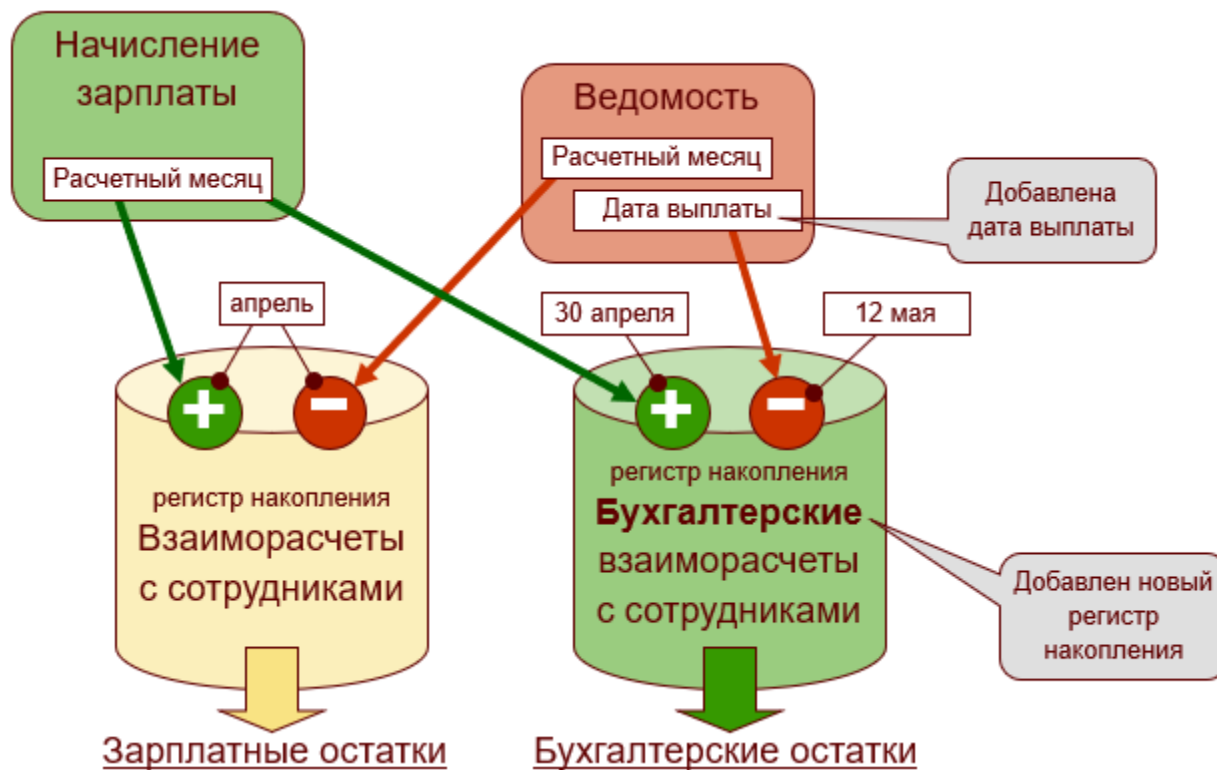 Начисление
зарплаты
Расчетный месяц
Ведомость
Расчетный месяц
Дата выплаты
Добавлена
дата выплаты
апрель
30 апреля
12 мая
регистр накопления
Взаиморасчеты
с сотрудниками
регистр накопления
Бухгалтерские
взаиморасчеты
с сотрудниками
Добавлен новый
регистр
накопления
Зарплатные остатки
Бухгалтерские остатки